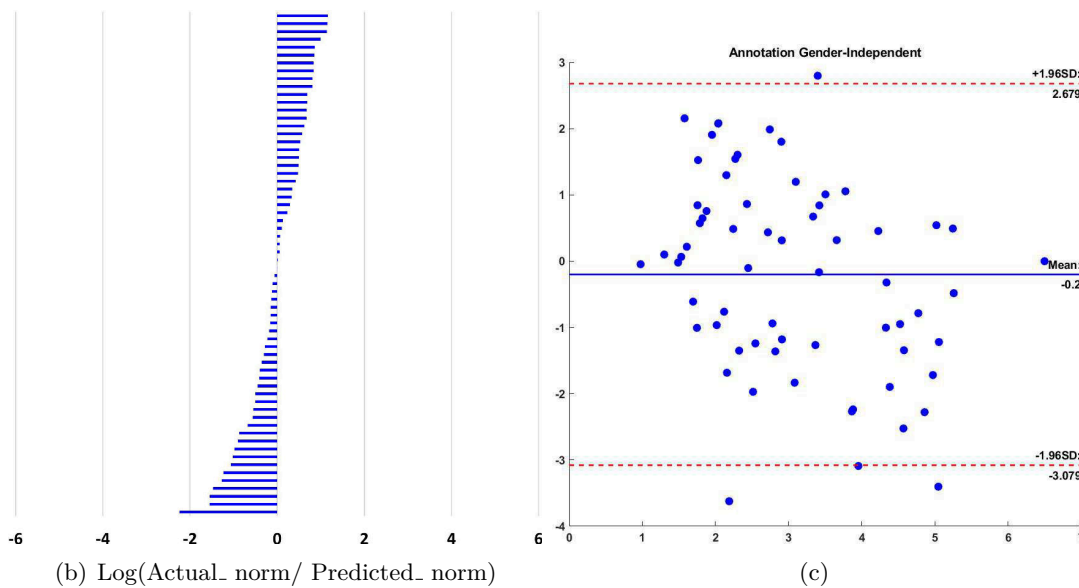 -6 -4 -2 0 2 4 6
(b) Log(Actual_ norm/ Predicted_ norm)
Annotation Gender-Independent
3
+1.96SD:
2.679
2
1
0
Mean:
-0.2
-1
-2
-1.96SD:
-3
-3.079
-4
0 1 2 3 4 5 6
(c)